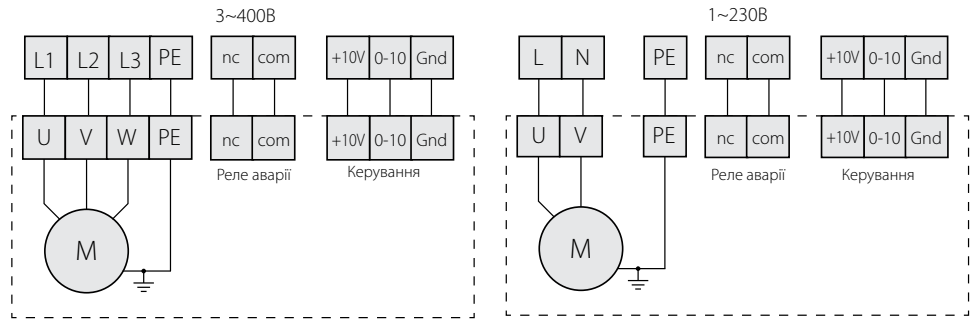 3~400В
1~230В
L1 L2 L3 PE nc com +10V 0-10 Gnd
L N PE nc com +10V 0-10 Gnd
U V W PE nc com +10V 0-10 Gnd
U V PE nc com +10V 0-10 Gnd
Реле аварії
Керування
Реле аварії
Керування
M
M